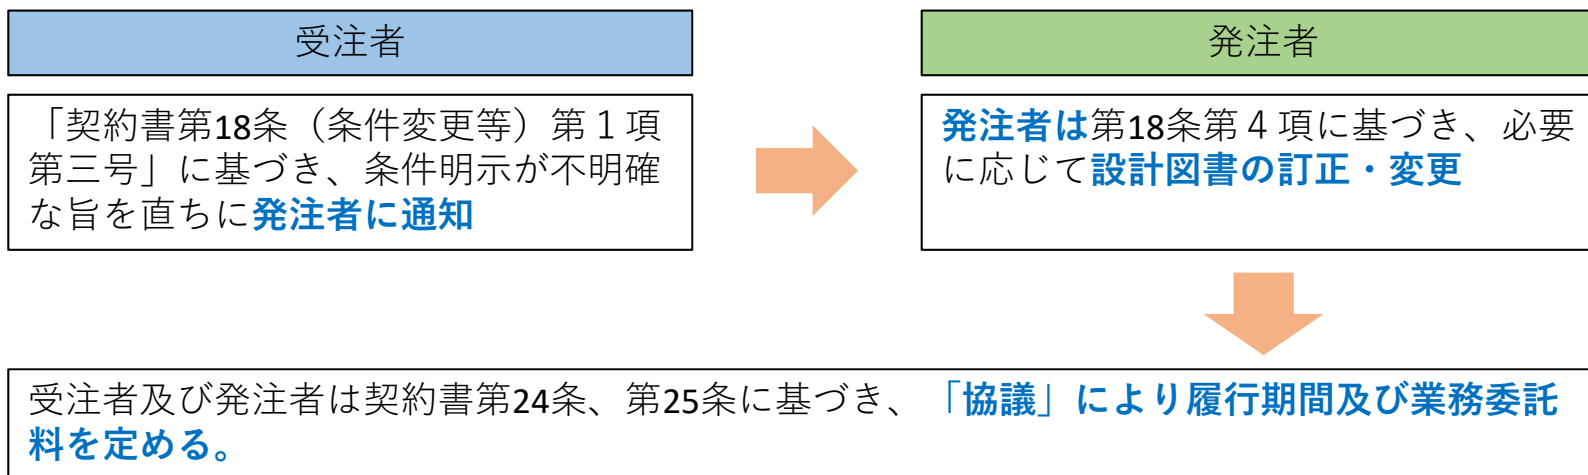 受注者
発注者
「契約書第18条（条件変更等）第１項
第三号」に基づき、条件明示が不明確
な旨を直ちに発注者に通知
発注者は第18条第４項に基づき、必要
に応じて設計図書の訂正・変更
受注者及び発注者は契約書第24条、第25条に基づき、「協議」により履行期間及び業務委託
料を定める。